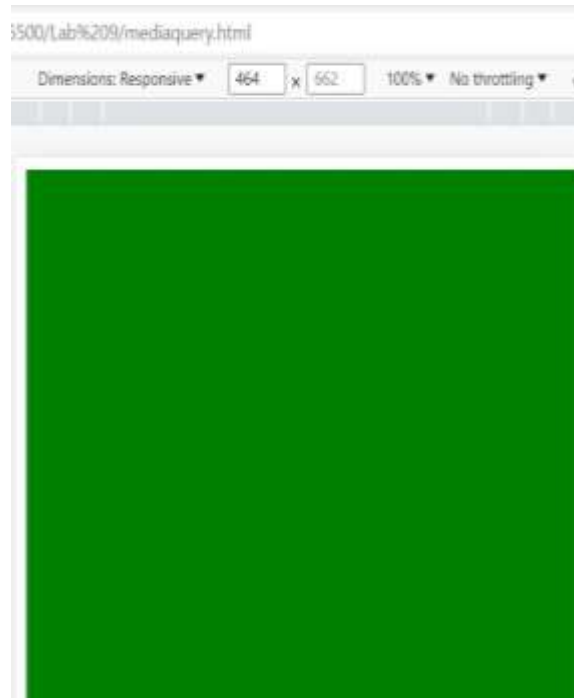 5500/Lab%209/mediaquery.html
Dimensions: Responsive ▼ 464 x 662 100% ▼ No throttling ▼